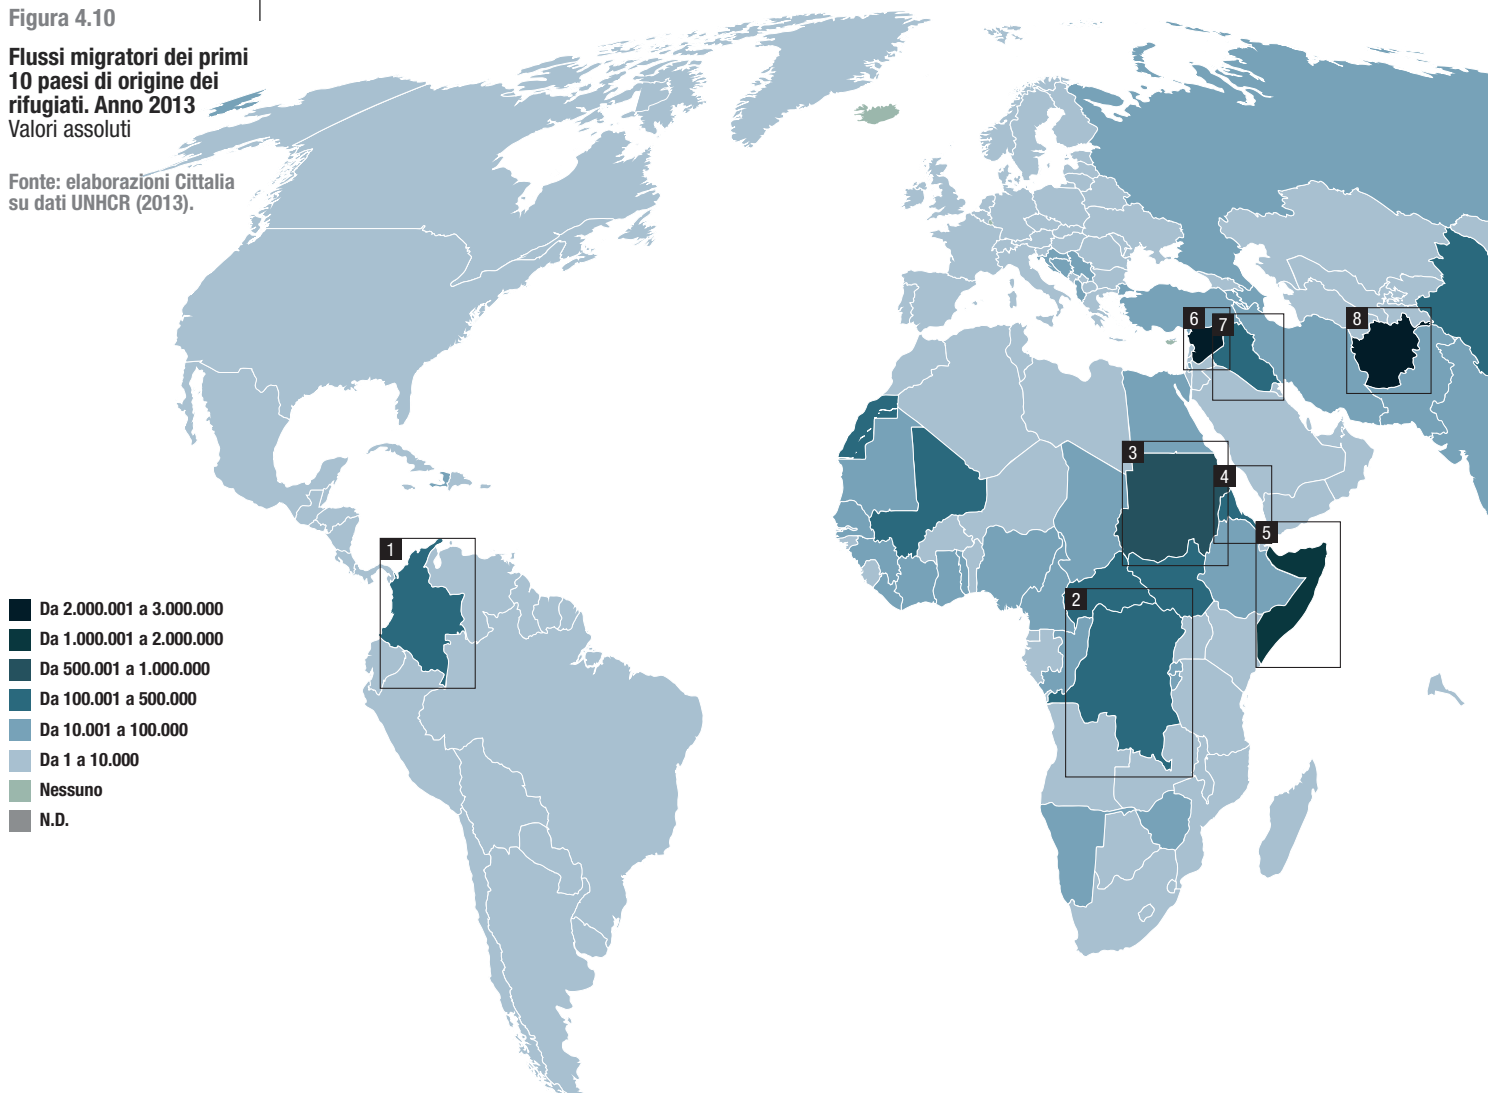 Figura 4.10
Flussi migratori dei primi
10 paesi di origine dei
rifugiati. Anno 2013
Valori assoluti
Fonte: elaborazioni Cittalia
su dati UNHCR (2013).
6
7
8
3
4
5
1
2
Da 2.000.001 a 3.000.000
Da 1.000.001 a 2.000.000
Da 500.001 a 1.000.000
Da 100.001 a 500.000
Da 10.001 a 100.000
Da 1 a 10.000
Nessuno
N.D.